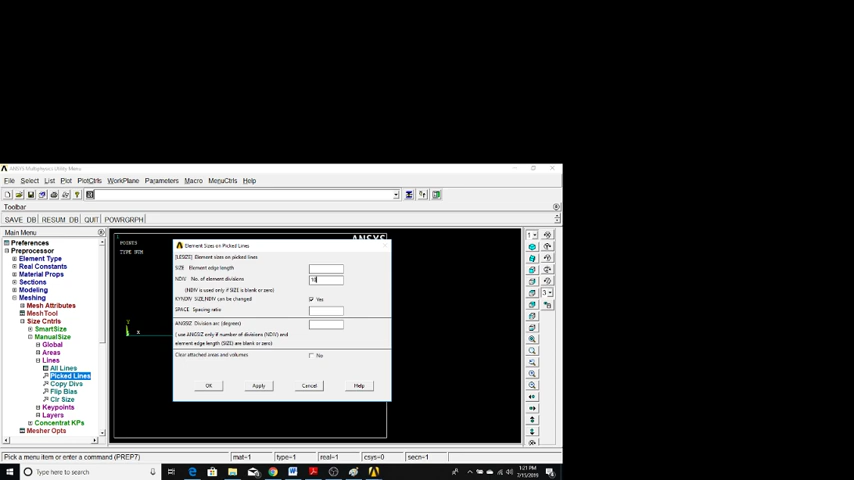 ANSYS Multiphysics Utility Menu
File Select List Plot PlotCtrls WorkPlane Parameters Macro MenuCtrls Help
Toolbar
SAVE_DB RESUM_DB QUIT POWRGRPH
Main Menu
Preferences
Preprocessor
Element Type
Real Constants
Material Props
Sections
Modeling
Meshing
Mesh Attributes
MeshTool
Size Cntrls
SmartSize
ManualSize
Global
Areas
Lines
All Lines
Picked Lines
Copy Divs
Flip Bias
Clr Size
Keypoints
Layers
Concentrat KPs
Mesher Opts
1
POINTS
TYPE NUM
ANSYS
Y
X
Element Sizes on Picked Lines
[LESIZE] Element sizes on picked lines
SIZE Element edge length
NDIV No. of element divisions
10
(NDIV is used only if SIZE is blank or zero)
KYNDIV SIZE,NDIV can be changed
Yes
SPACE Spacing ratio
ANGSIZ Division arc (degrees)
( use ANGSIZ only if number of divisions (NDIV) and
element edge length (SIZE) are blank or zero)
Clear attached areas and volumes
No
OK Apply Cancel Help
1
3
Pick a menu item or enter a command (PREP7)
mat=1 type=1 real=1 csys=0 secn=1
Type here to search
1:21 PM